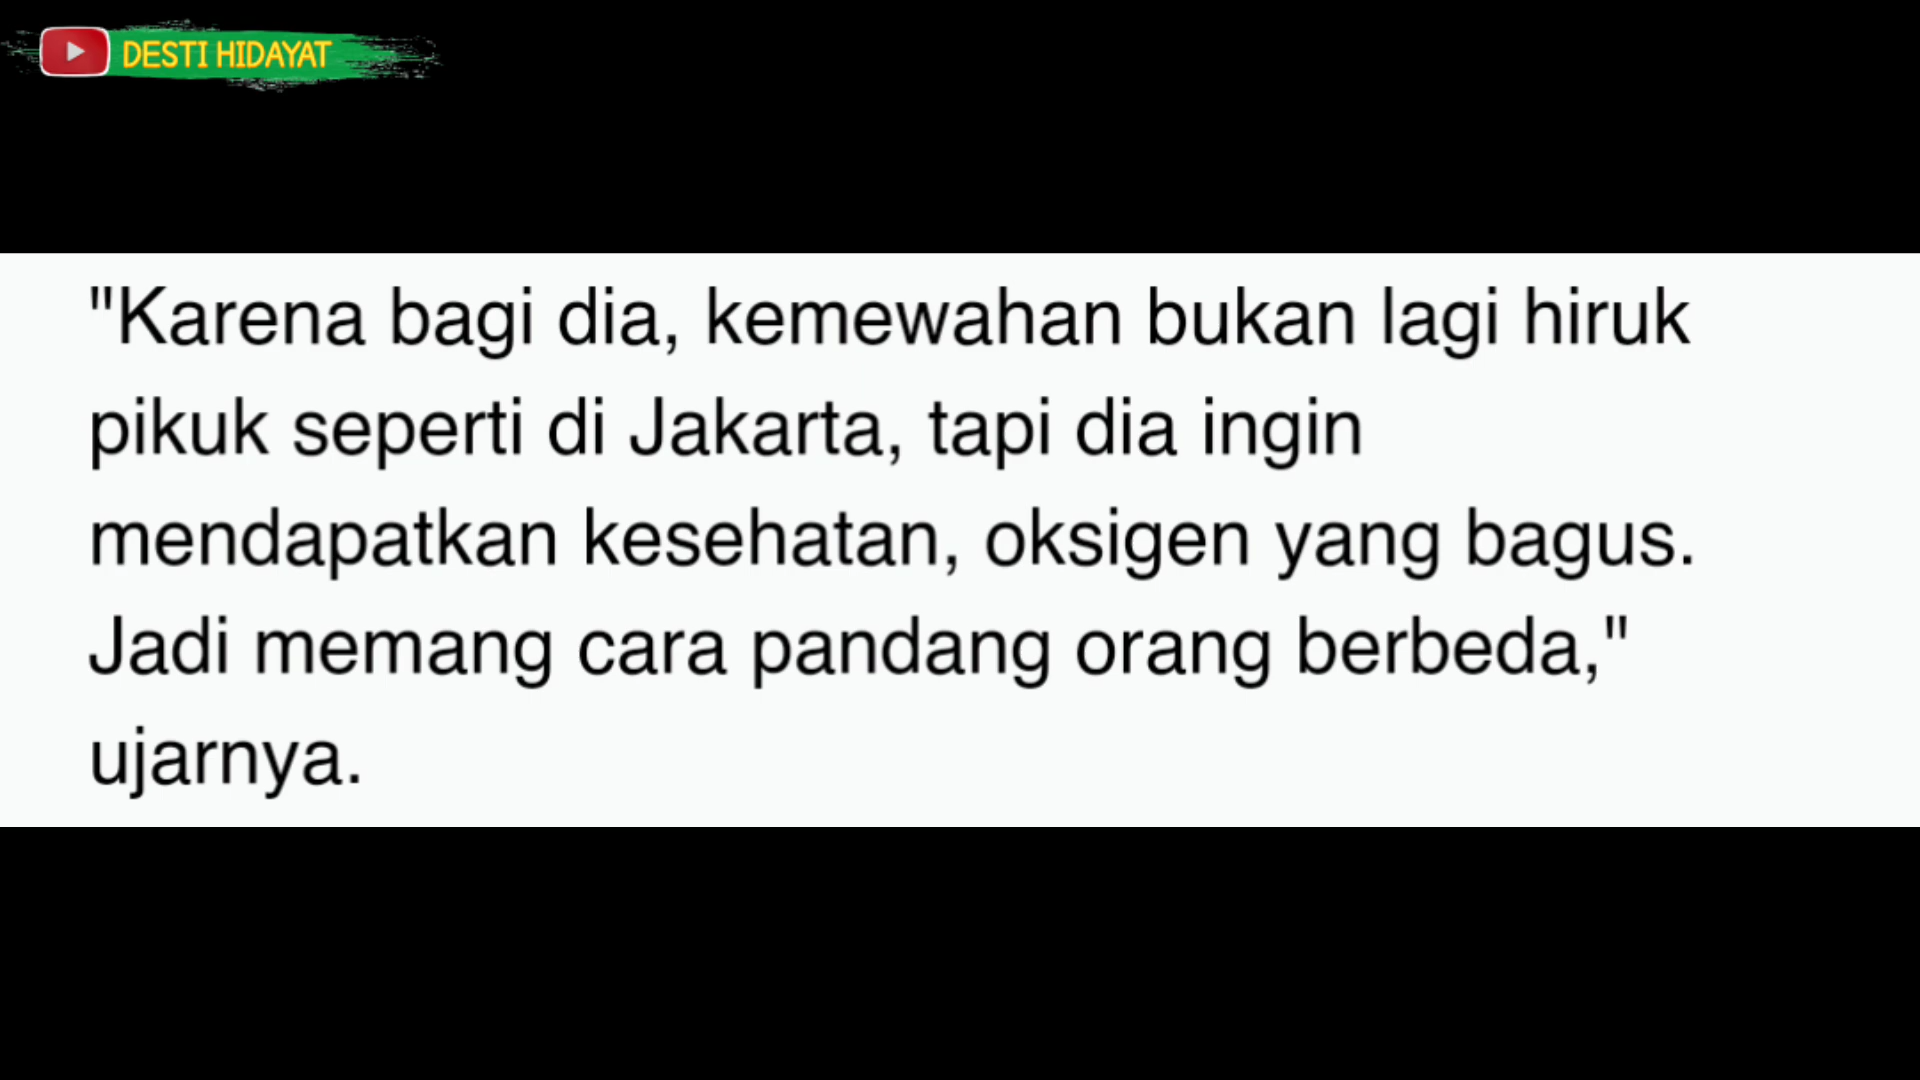 DESTI HIDAYAT
"Karena bagi dia, kemewahan bukan lagi hiruk
pikuk seperti di Jakarta, tapi dia ingin
mendapatkan kesehatan, oksigen yang bagus.
Jadi memang cara pandang orang berbeda,"
ujarnya.